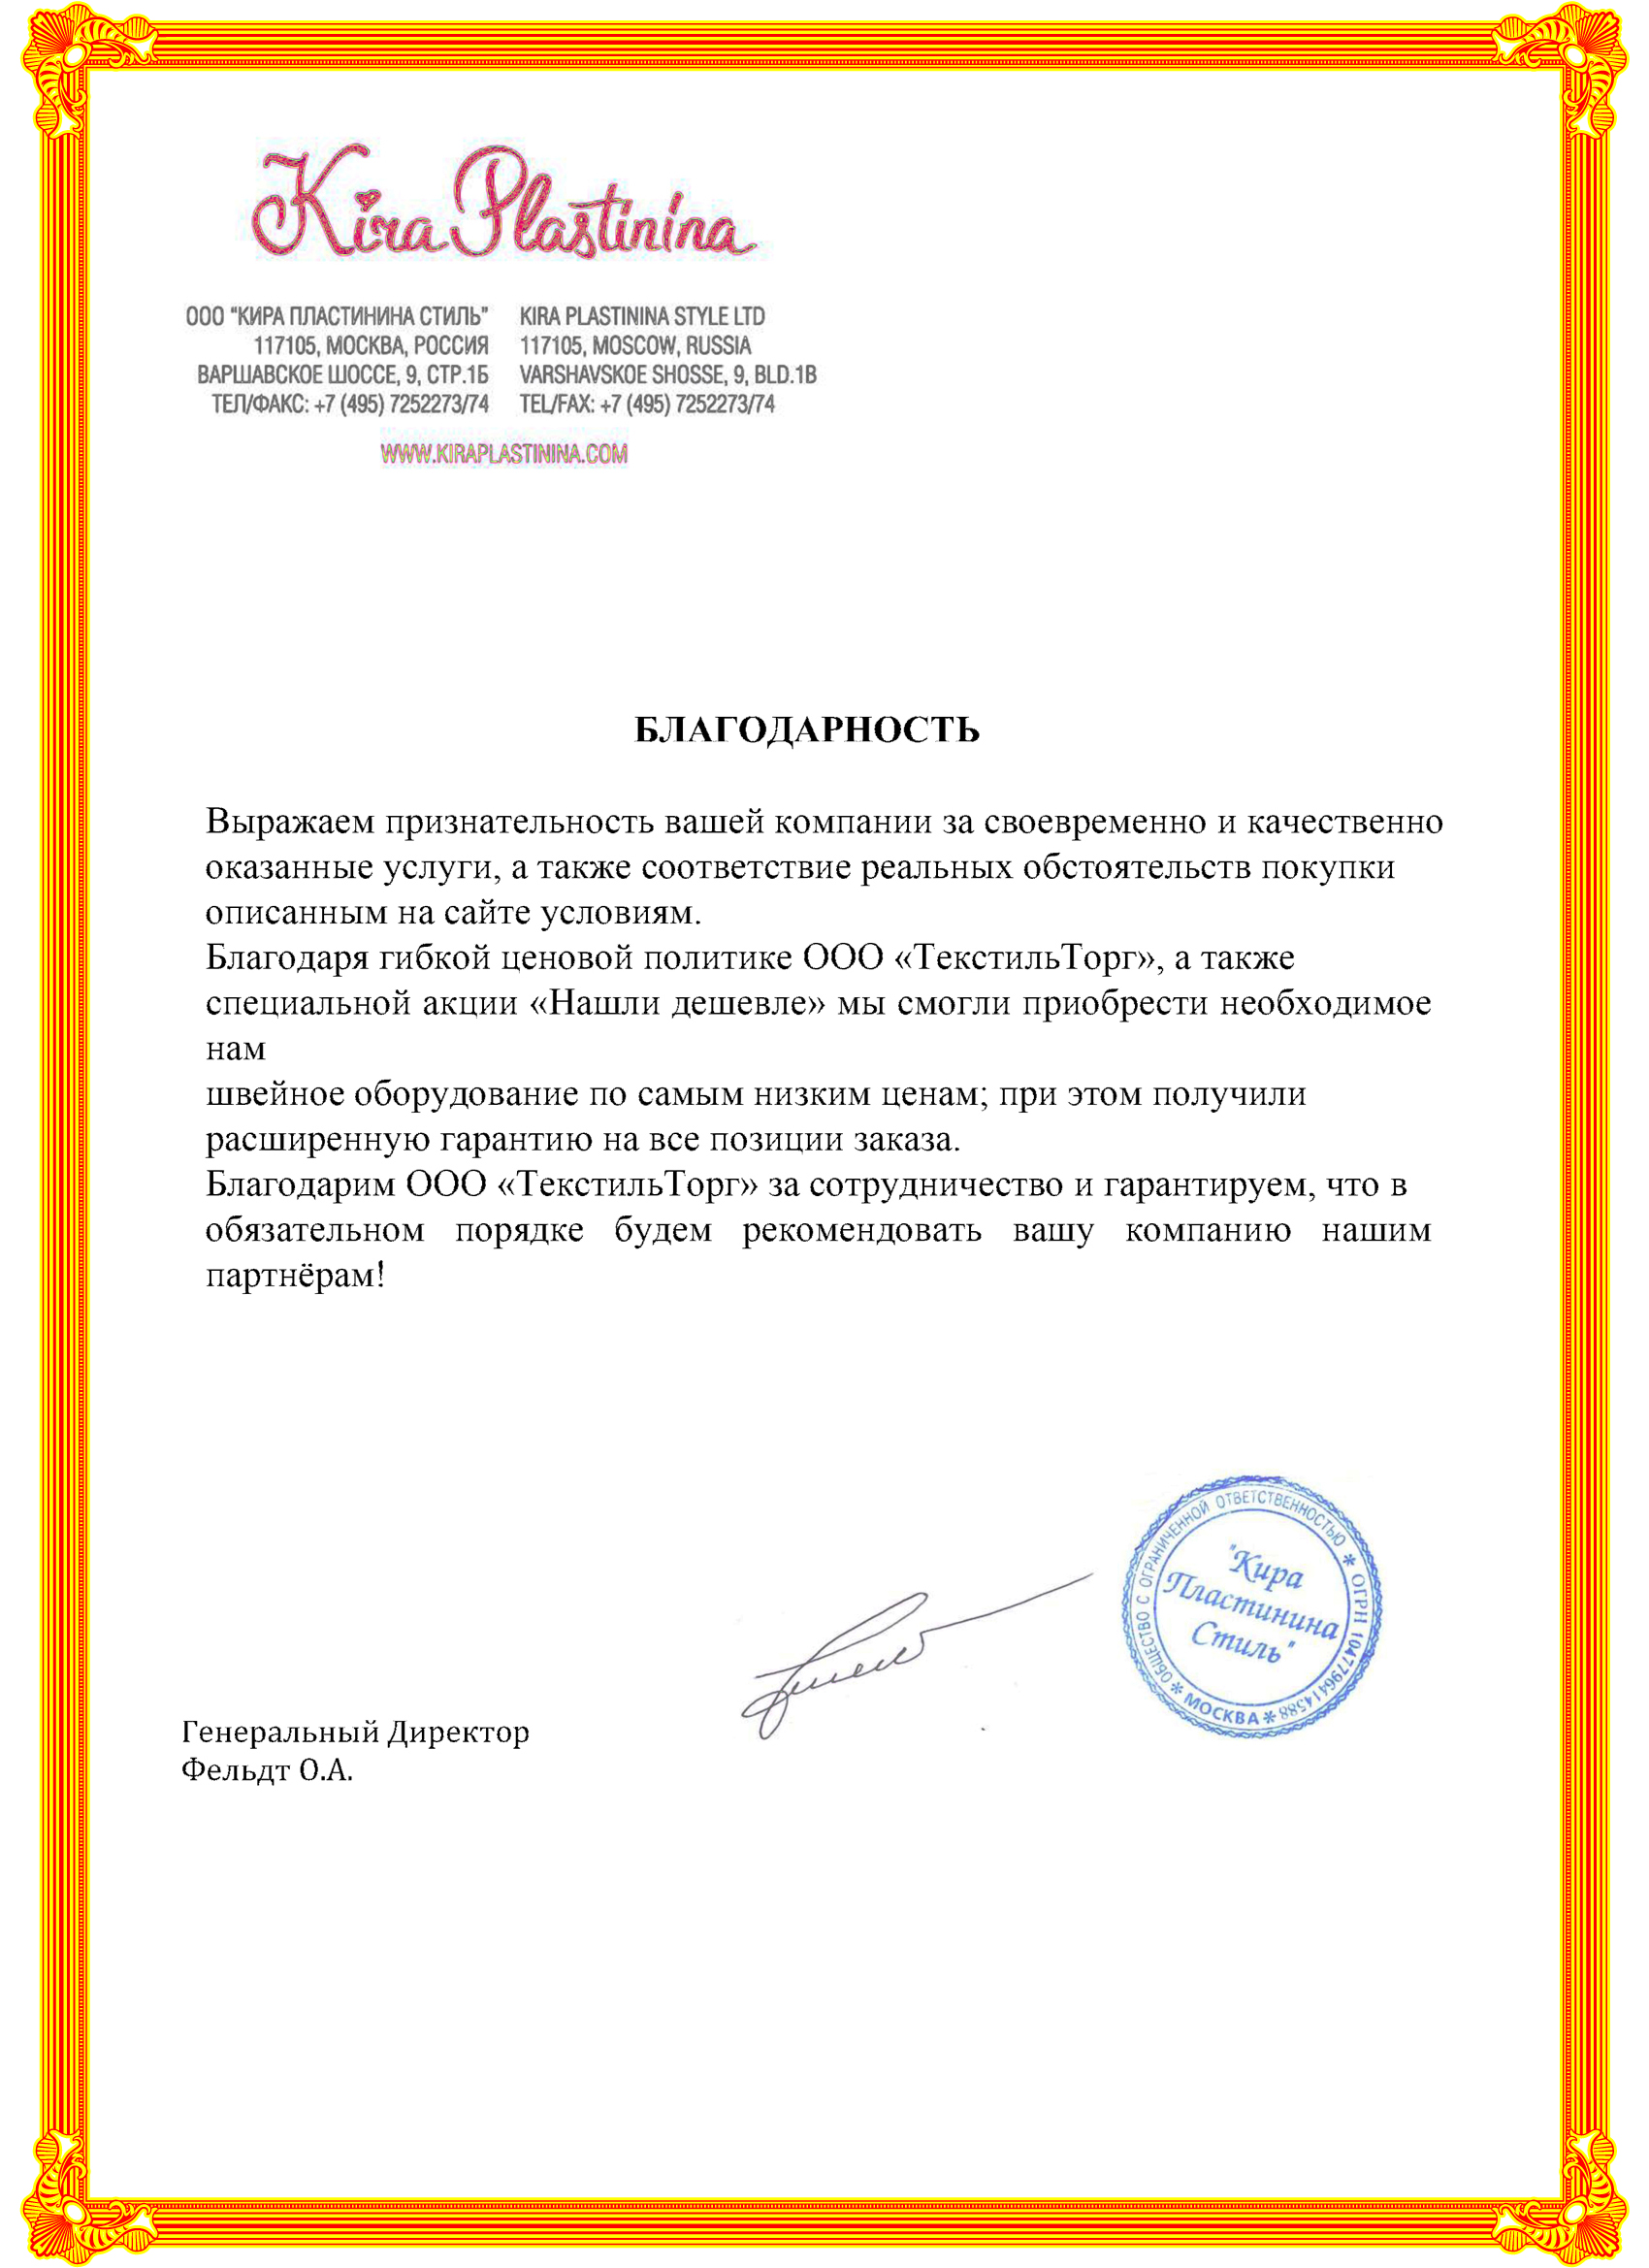 Kira Plastinina
ООО "КИРА ПЛАСТИНИНА СТИЛЬ"
117105, МОСКВА, РОССИЯ
ВАРШАВСКОЕ ШОССЕ, 9, СТР.1Б
ТЕЛ/ФАКС: +7 (495) 7252273/74
KIRA PLASTININA STYLE LTD
117105, MOSCOW, RUSSIA
VARSHAVSKOE SHOSSE, 9, BLD.1B
TEL/FAX: +7 (495) 7252273/74
WWW.KIRAPLASTININA.COM
БЛАГОДАРНОСТЬ
Выражаем признательность вашей компании за своевременно и качественно
оказанные услуги, а также соответствие реальных обстоятельств покупки
описанным на сайте условиям.
Благодаря гибкой ценовой политике ООО «ТекстильТорг», а также
специальной акции «Нашли дешевле» мы смогли приобрести необходимое
нам
швейное оборудование по самым низким ценам; при этом получили
расширенную гарантию на все позиции заказа.
Благодарим ООО «ТекстильТорг» за сотрудничество и гарантируем, что в
обязательном порядке будем рекомендовать вашу компанию нашим
партнёрам!
ОБЩЕСТВО С ОГРАНИЧЕННОЙ ОТВЕТСТВЕННОСТЬЮ * ОГРН 1047796414588 * МОСКВА *
"Кира
Пластинина
Стиль"
Генеральный Директор
Фельдт О.А.